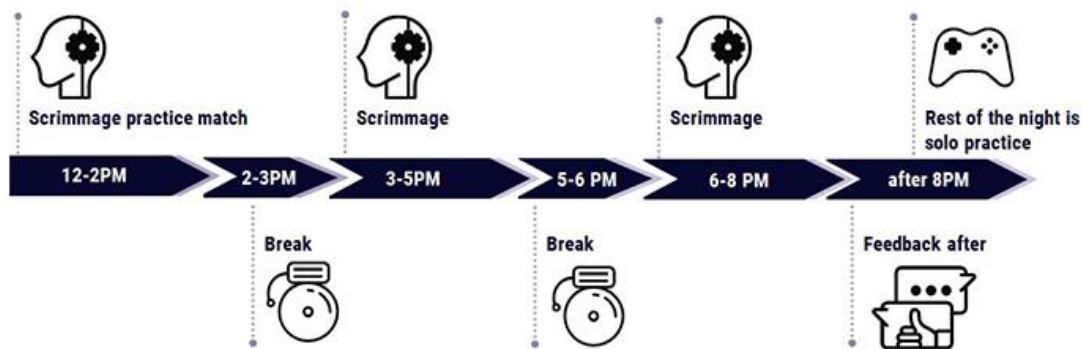 Scrimmage practice match
Scrimmage
Scrimmage
Rest of the night is
solo practice
12-2PM
2-3PM
3-5PM
5-6 PM
6-8 PM
after 8PM
Break
Break
Feedback after